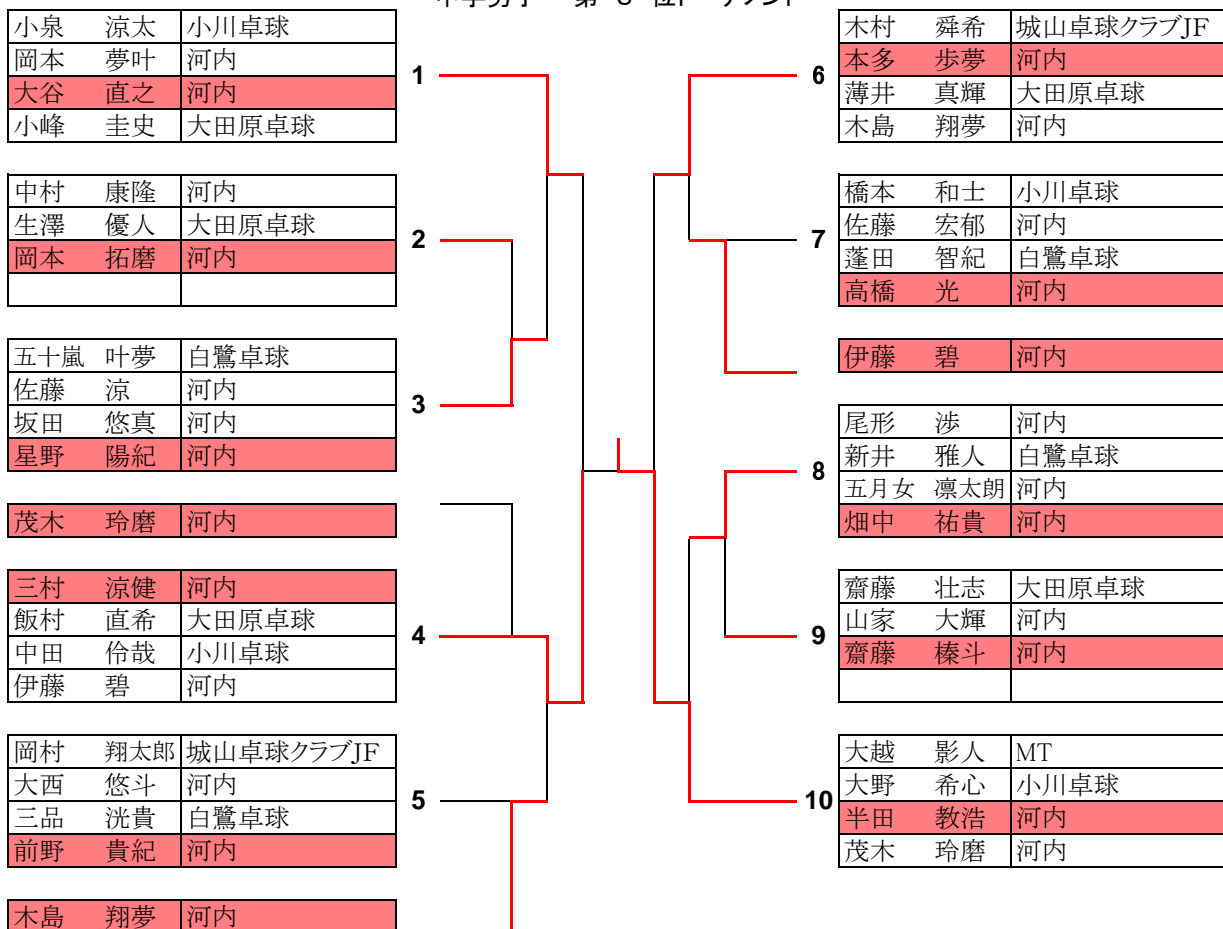 中学男子 第 3 位トーナメント
小泉 涼太 小川卓球
岡本 夢叶 河内
大谷 直之 河内
小峰 圭史 大田原卓球
1
中村 康隆 河内
生澤 優人 大田原卓球
岡本 拓磨 河内
2
五十嵐 叶夢 白鷺卓球
佐藤 涼 河内
坂田 悠真 河内
星野 陽紀 河内
3
茂木 玲磨 河内
三村 涼健 河内
飯村 直希 大田原卓球
中田 伶哉 小川卓球
伊藤 碧 河内
4
岡村 翔太郎 城山卓球クラブJF
大西 悠斗 河内
三品 洸貴 白鷺卓球
前野 貴紀 河内
5
木島 翔夢 河内
木村 舜希 城山卓球クラブJF
本多 歩夢 河内
薄井 真輝 大田原卓球
木島 翔夢 河内
6
橋本 和士 小川卓球
佐藤 宏郁 河内
蓬田 智紀 白鷺卓球
高橋 光 河内
7
伊藤 碧 河内
尾形 渉 河内
新井 雅人 白鷺卓球
五月女 凛太朗 河内
畑中 祐貴 河内
8
齋藤 壮志 大田原卓球
山家 大輝 河内
齋藤 榛斗 河内
9
大越 影人 MT
大野 希心 小川卓球
半田 教浩 河内
茂木 玲磨 河内
10